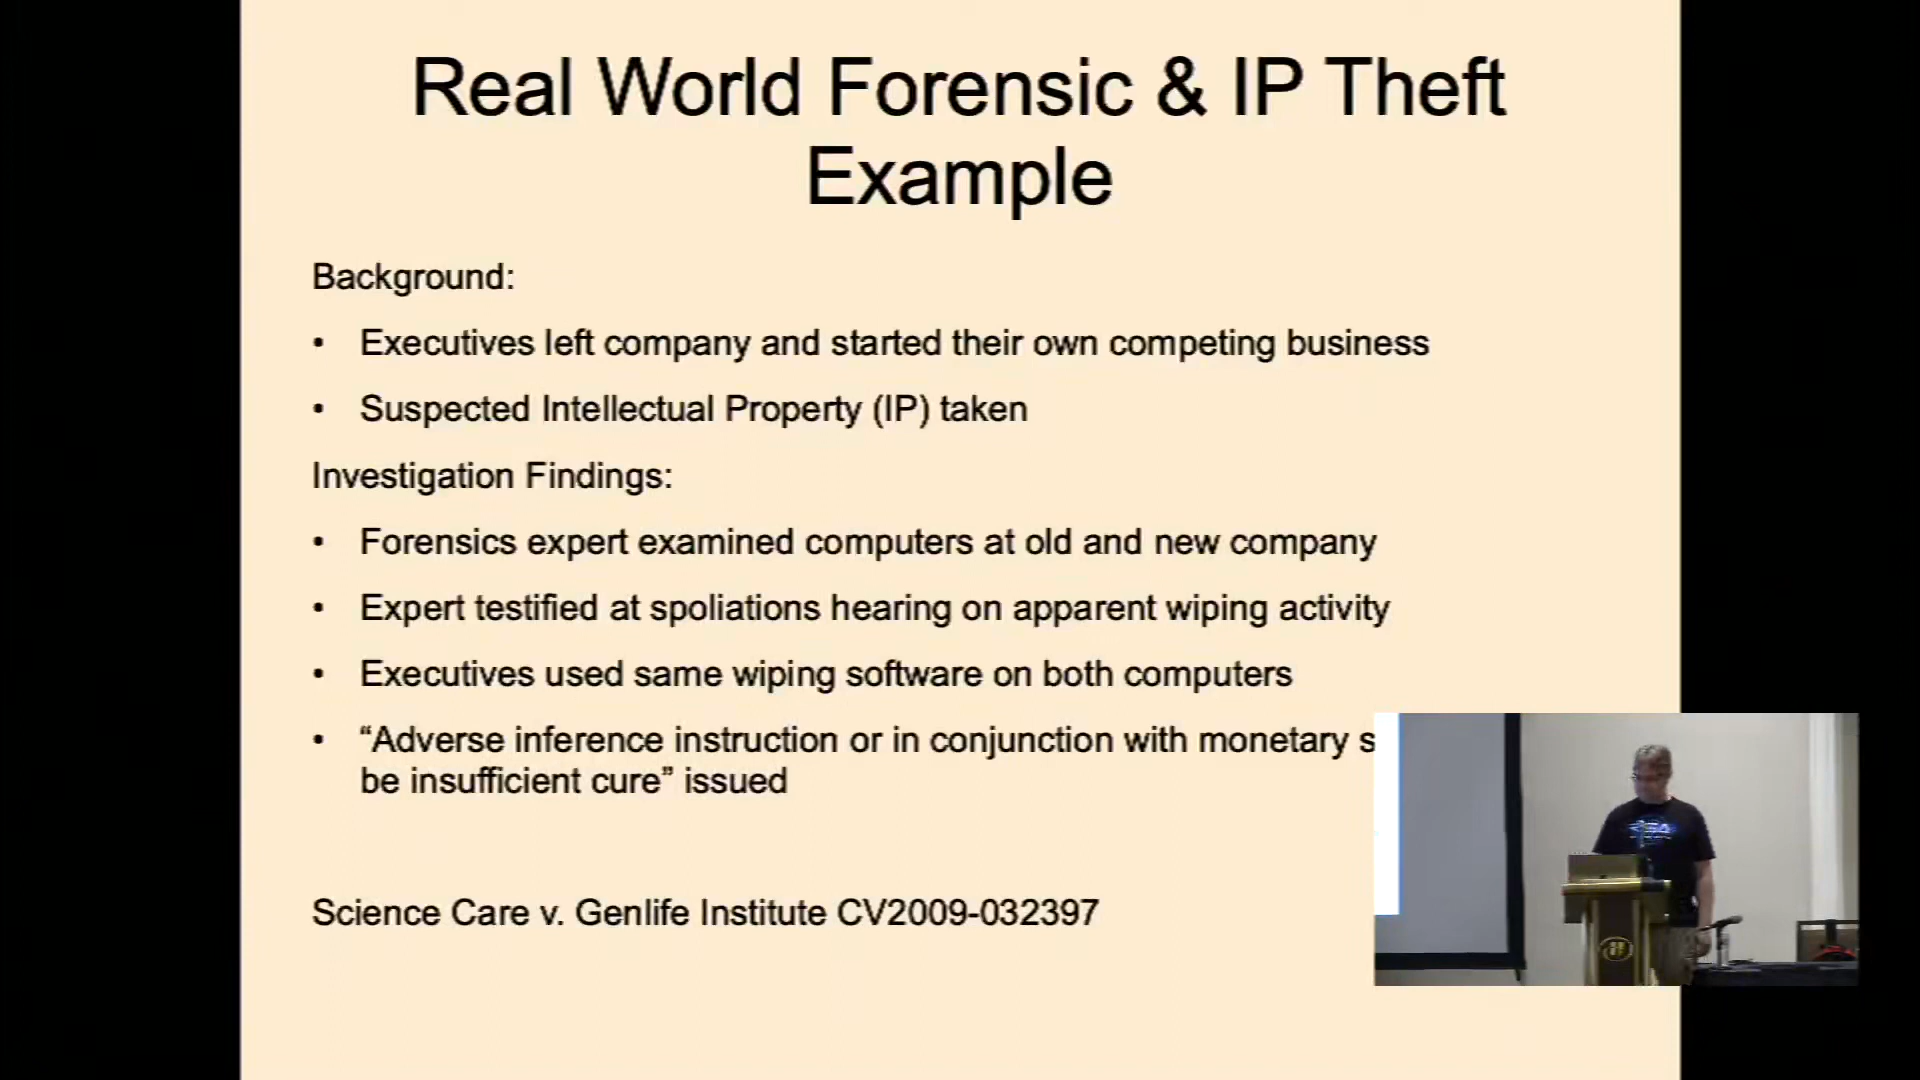 Real World Forensic & IP Theft
Example
Background:
• Executives left company and started their own competing business
• Suspected Intellectual Property (IP) taken
Investigation Findings:
• Forensics expert examined computers at old and new company
• Expert testified at spoliations hearing on apparent wiping activity
• Executives used same wiping software on both computers
• “Adverse inference instruction or in conjunction with monetary
be insufficient cure” issued
Science Care v. Genlife Institute CV2009-032397